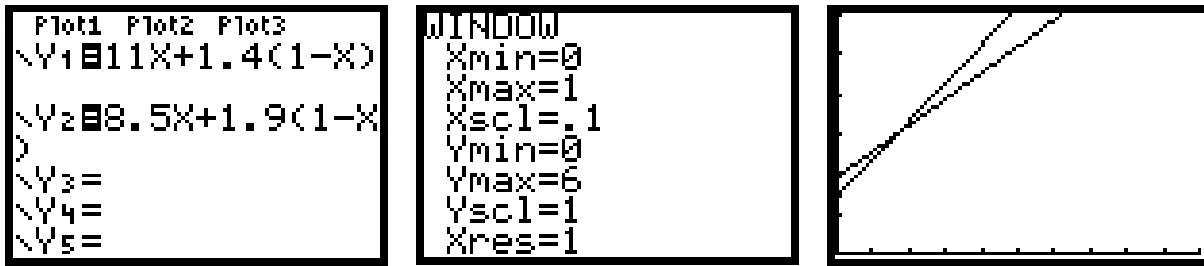 Plot1 Plot2 Plot3
\Y1=11X+1.4(1-X)
\Y2=8.5X+1.9(1-X
)
\Y3=
\Y4=
\Y5=
WINDOW
Xmin=0
Xmax=1
Xscl=.1
Ymin=0
Ymax=6
Yscl=1
Xres=1